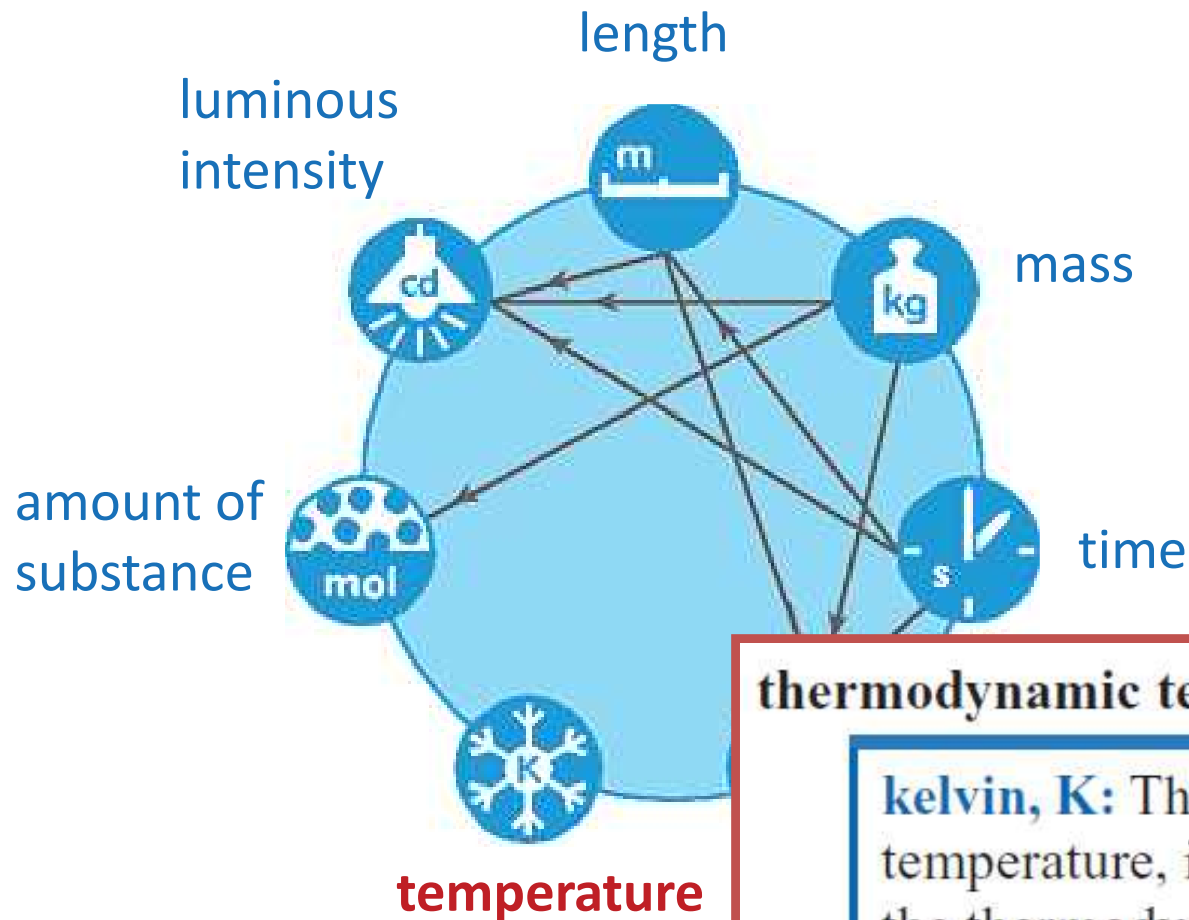 length
luminous
intensity
m
cd
kg
mass
amount of
substance
mol
s
time
K
temperature
thermodynamic te
kelvin, K: Th
temperature, i